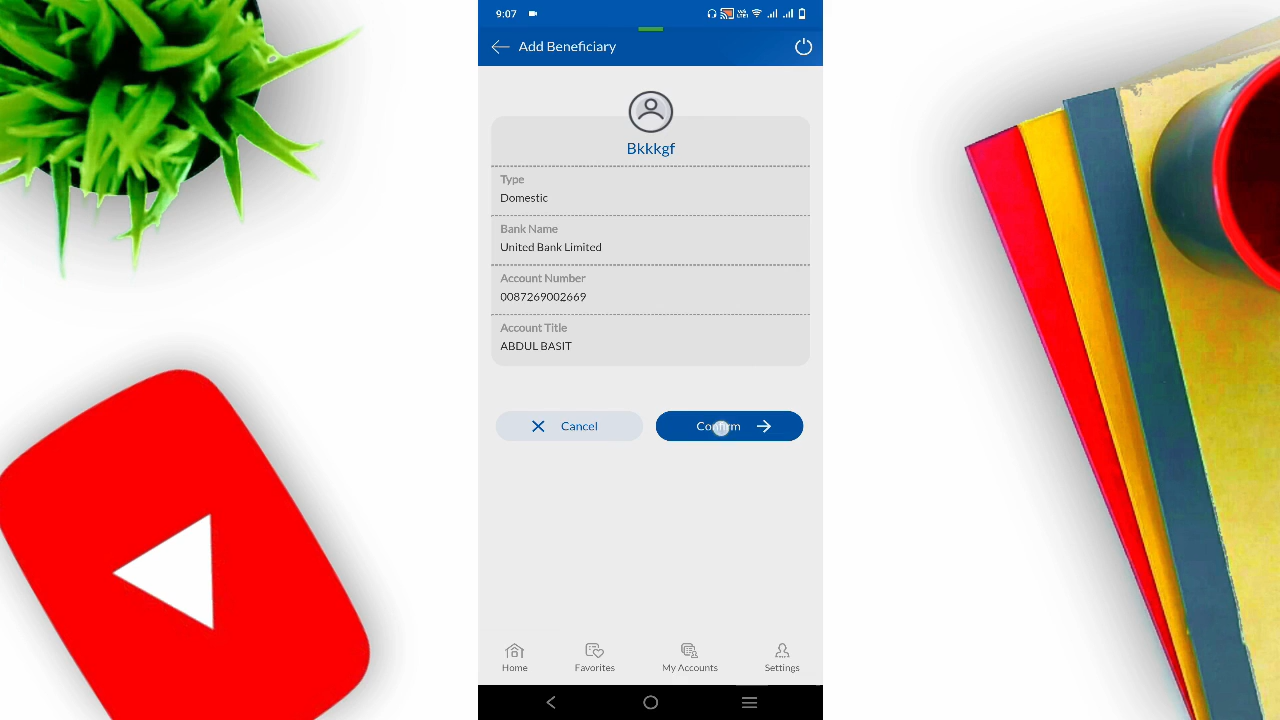 9:07
Add Beneficiary
Bkkkgf
Type
Domestic
Bank Name
United Bank Limited
Account Number
0087269002669
Account Title
ABDUL BASIT
Cancel
Confirm
Home
Favorites
My Accounts
Settings